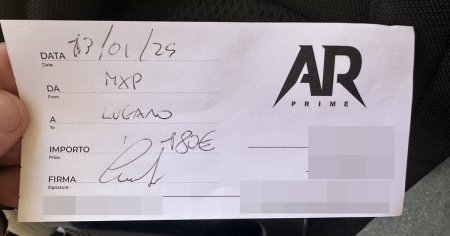 DATA 13/01/25
Date
DA MXP
From
A LUGANO
To
IMPORTO 180€
Price
FIRMA
Signature
AR
PRIME